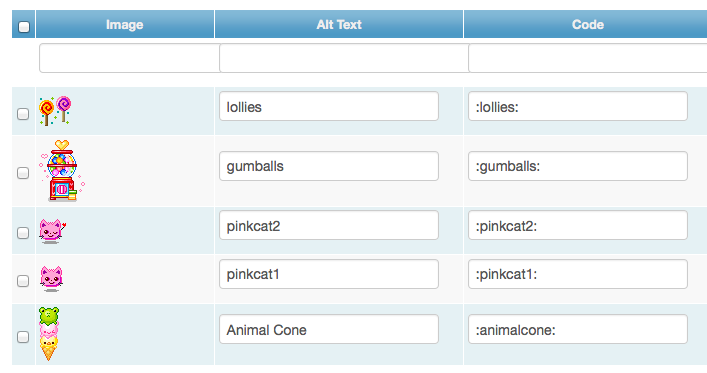 Image Alt Text Code
lollies :lollies:
gumballs :gumballs:
pinkcat2 :pinkcat2:
pinkcat1 :pinkcat1:
Animal Cone :animalcone: